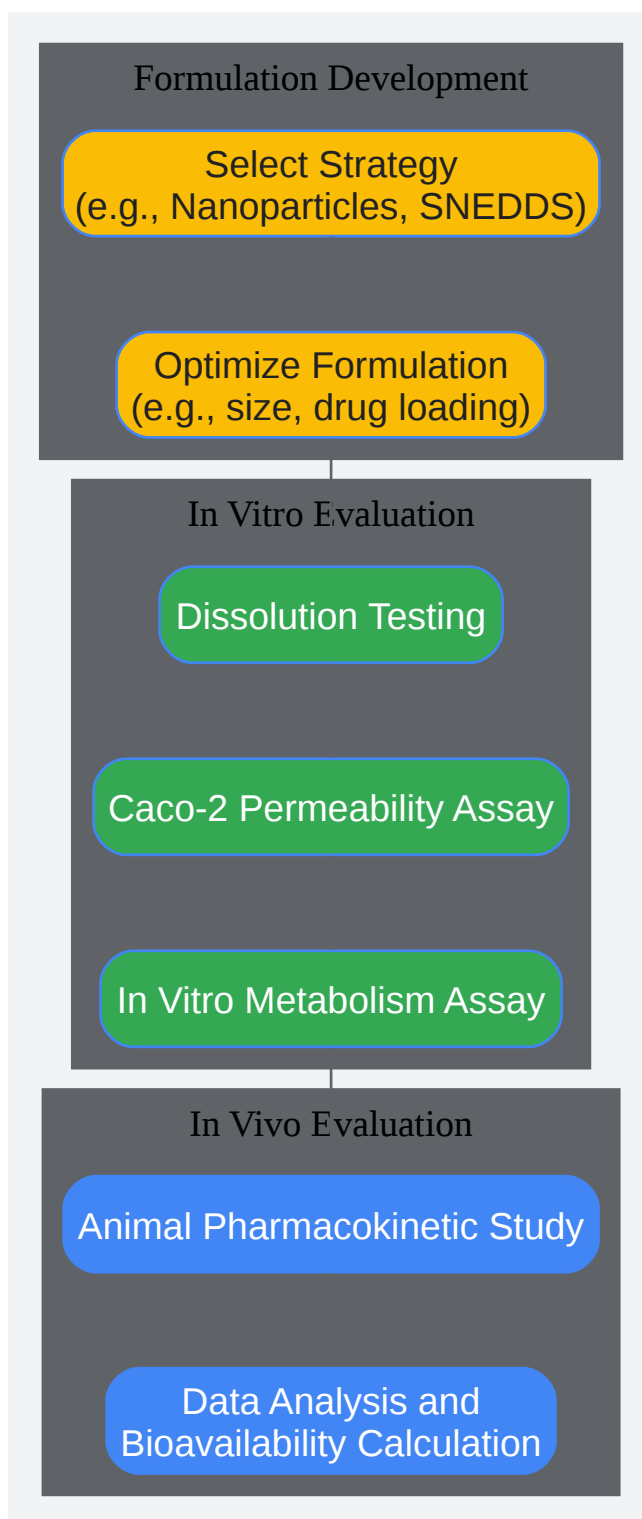 Formulation Development
Select Strategy
(e.g., Nanoparticles, SNEDDS)
Optimize Formulation
(e.g., size, drug loading)
In Vitro Evaluation
Dissolution Testing
Caco-2 Permeability Assay
In Vitro Metabolism Assay
In Vivo Evaluation
Animal Pharmacokinetic Study
Data Analysis and
Bioavailability Calculation